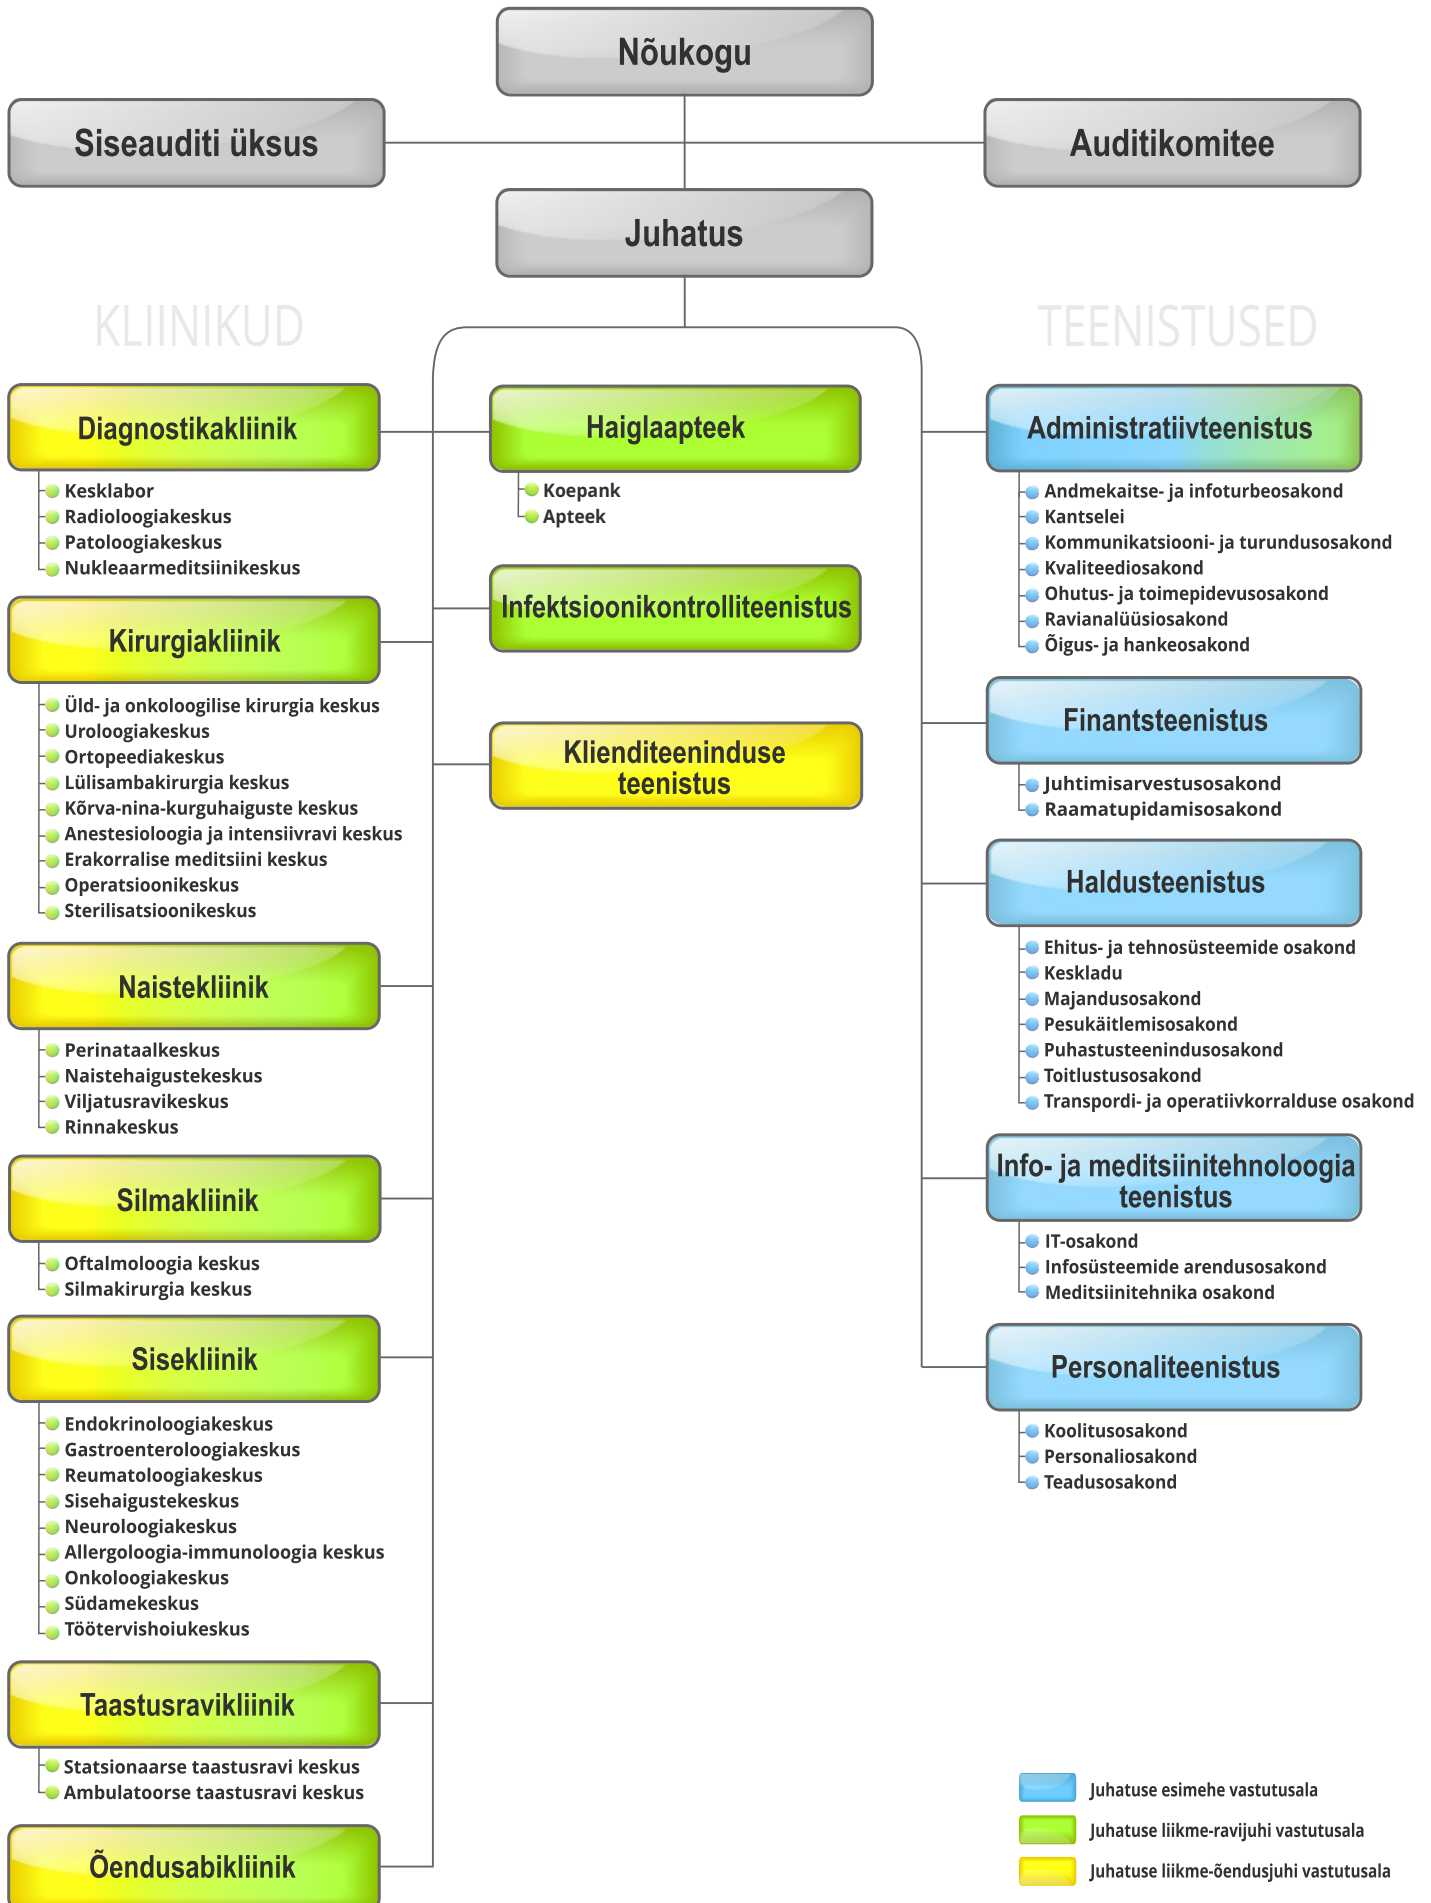 Nõukogu
Siseauditi üksus
Auditikomitee
Juhatus
KLIINIKUD
TEENISTUSED
Diagnostikakliinik
Kesklabor
Radioloogiakeskus
Patoloogiakeskus
Nukleaarmeditsiinikeskus
Kirurgiakliinik
Üld- ja onkoloogilise kirurgia keskus
Uroloogiakeskus
Ortopeediakeskus
Lülisambakirurgia keskus
Kõrva-nina-kurguhaiguste keskus
Anestesioloogia ja intensiivravi keskus
Erakorralise meditsiini keskus
Operatsioonikeskus
Sterilisatsioonikeskus
Naistekliinik
Perinataalkeskus
Naistehaigustekeskus
Viljatusravikeskus
Rinnakeskus
Silmakliinik
Oftalmoloogia keskus
Silmakirurgia keskus
Sisekliinik
Endokrinoloogiakeskus
Gastroenteroloogiakeskus
Reumatoloogiakeskus
Sisehaigustekeskus
Neuroloogiakeskus
Allergoloogia-immunoloogia keskus
Onkoloogiakeskus
Südamekeskus
Töötervishoiukeskus
Taastusravikliinik
Statsionaarse taastusravi keskus
Ambulatoorse taastusravi keskus
Õendusabikliinik
Haiglaapteek
Koepank
Apteek
Infektsioonikontrolliteenistus
Klienditeeninduse
teenistus
Administratiivteenistus
Andmekaitse- ja infoturbeosakond
Kantselei
Kommunikatsiooni- ja turundusosakond
Kvaliteediosakond
Ohutus- ja toimepidevusosakond
Ravianalüüsiosakond
Õigus- ja hankeosakond
Finantsteenistus
Juhtimisarvestusosakond
Raamatupidamisosakond
Haldusteenistus
Ehitus- ja tehnosüsteemide osakond
Keskladu
Majandusosakond
Pesukäitlemisosakond
Puhastusteenindusosakond
Toitlustusosakond
Transpordi- ja operatiivkorralduse osakond
Info- ja meditsiinitehnoloogia
teenistus
IT-osakond
Infosüsteemide arendusosakond
Meditsiinitehnika osakond
Personaliteenistus
Koolitusosakond
Personaliosakond
Teadusosakond
Juhatuse esimehe vastutusala
Juhatuse liikme-ravijuhi vastutusala
Juhatuse liikme-õendusjuhi vastutusala